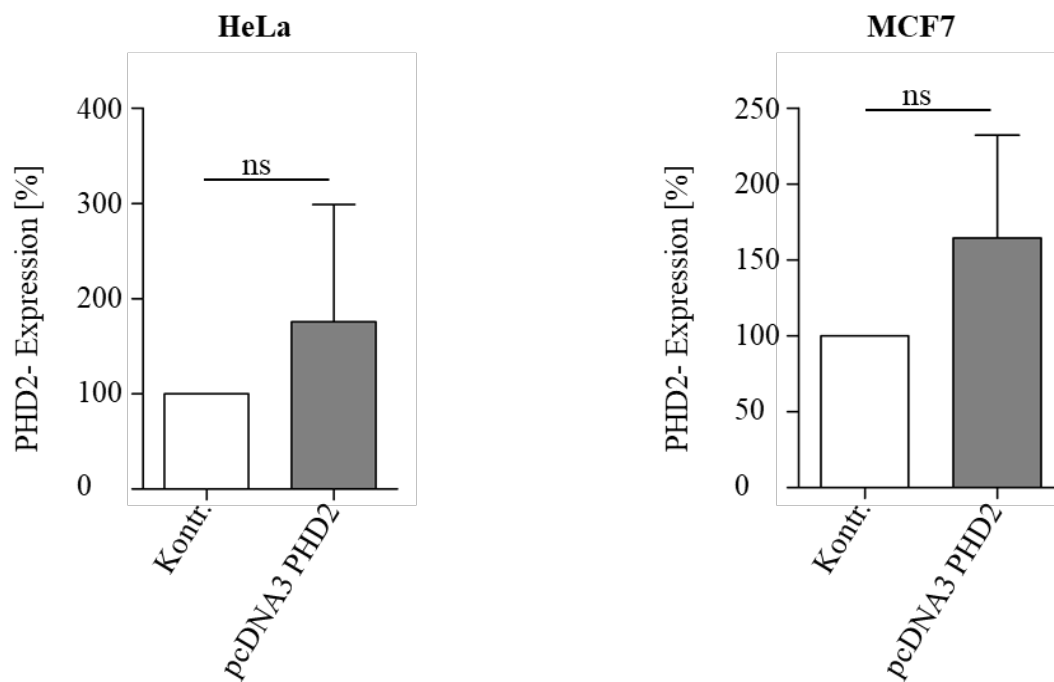 HeLa
PHD2- Expression [%]
400
300
200
100
0
ns
Kontr.
pcDNA3 PHD2
MCF7
PHD2- Expression [%]
250
200
150
100
50
0
ns
Kontr.
pcDNA3 PHD2